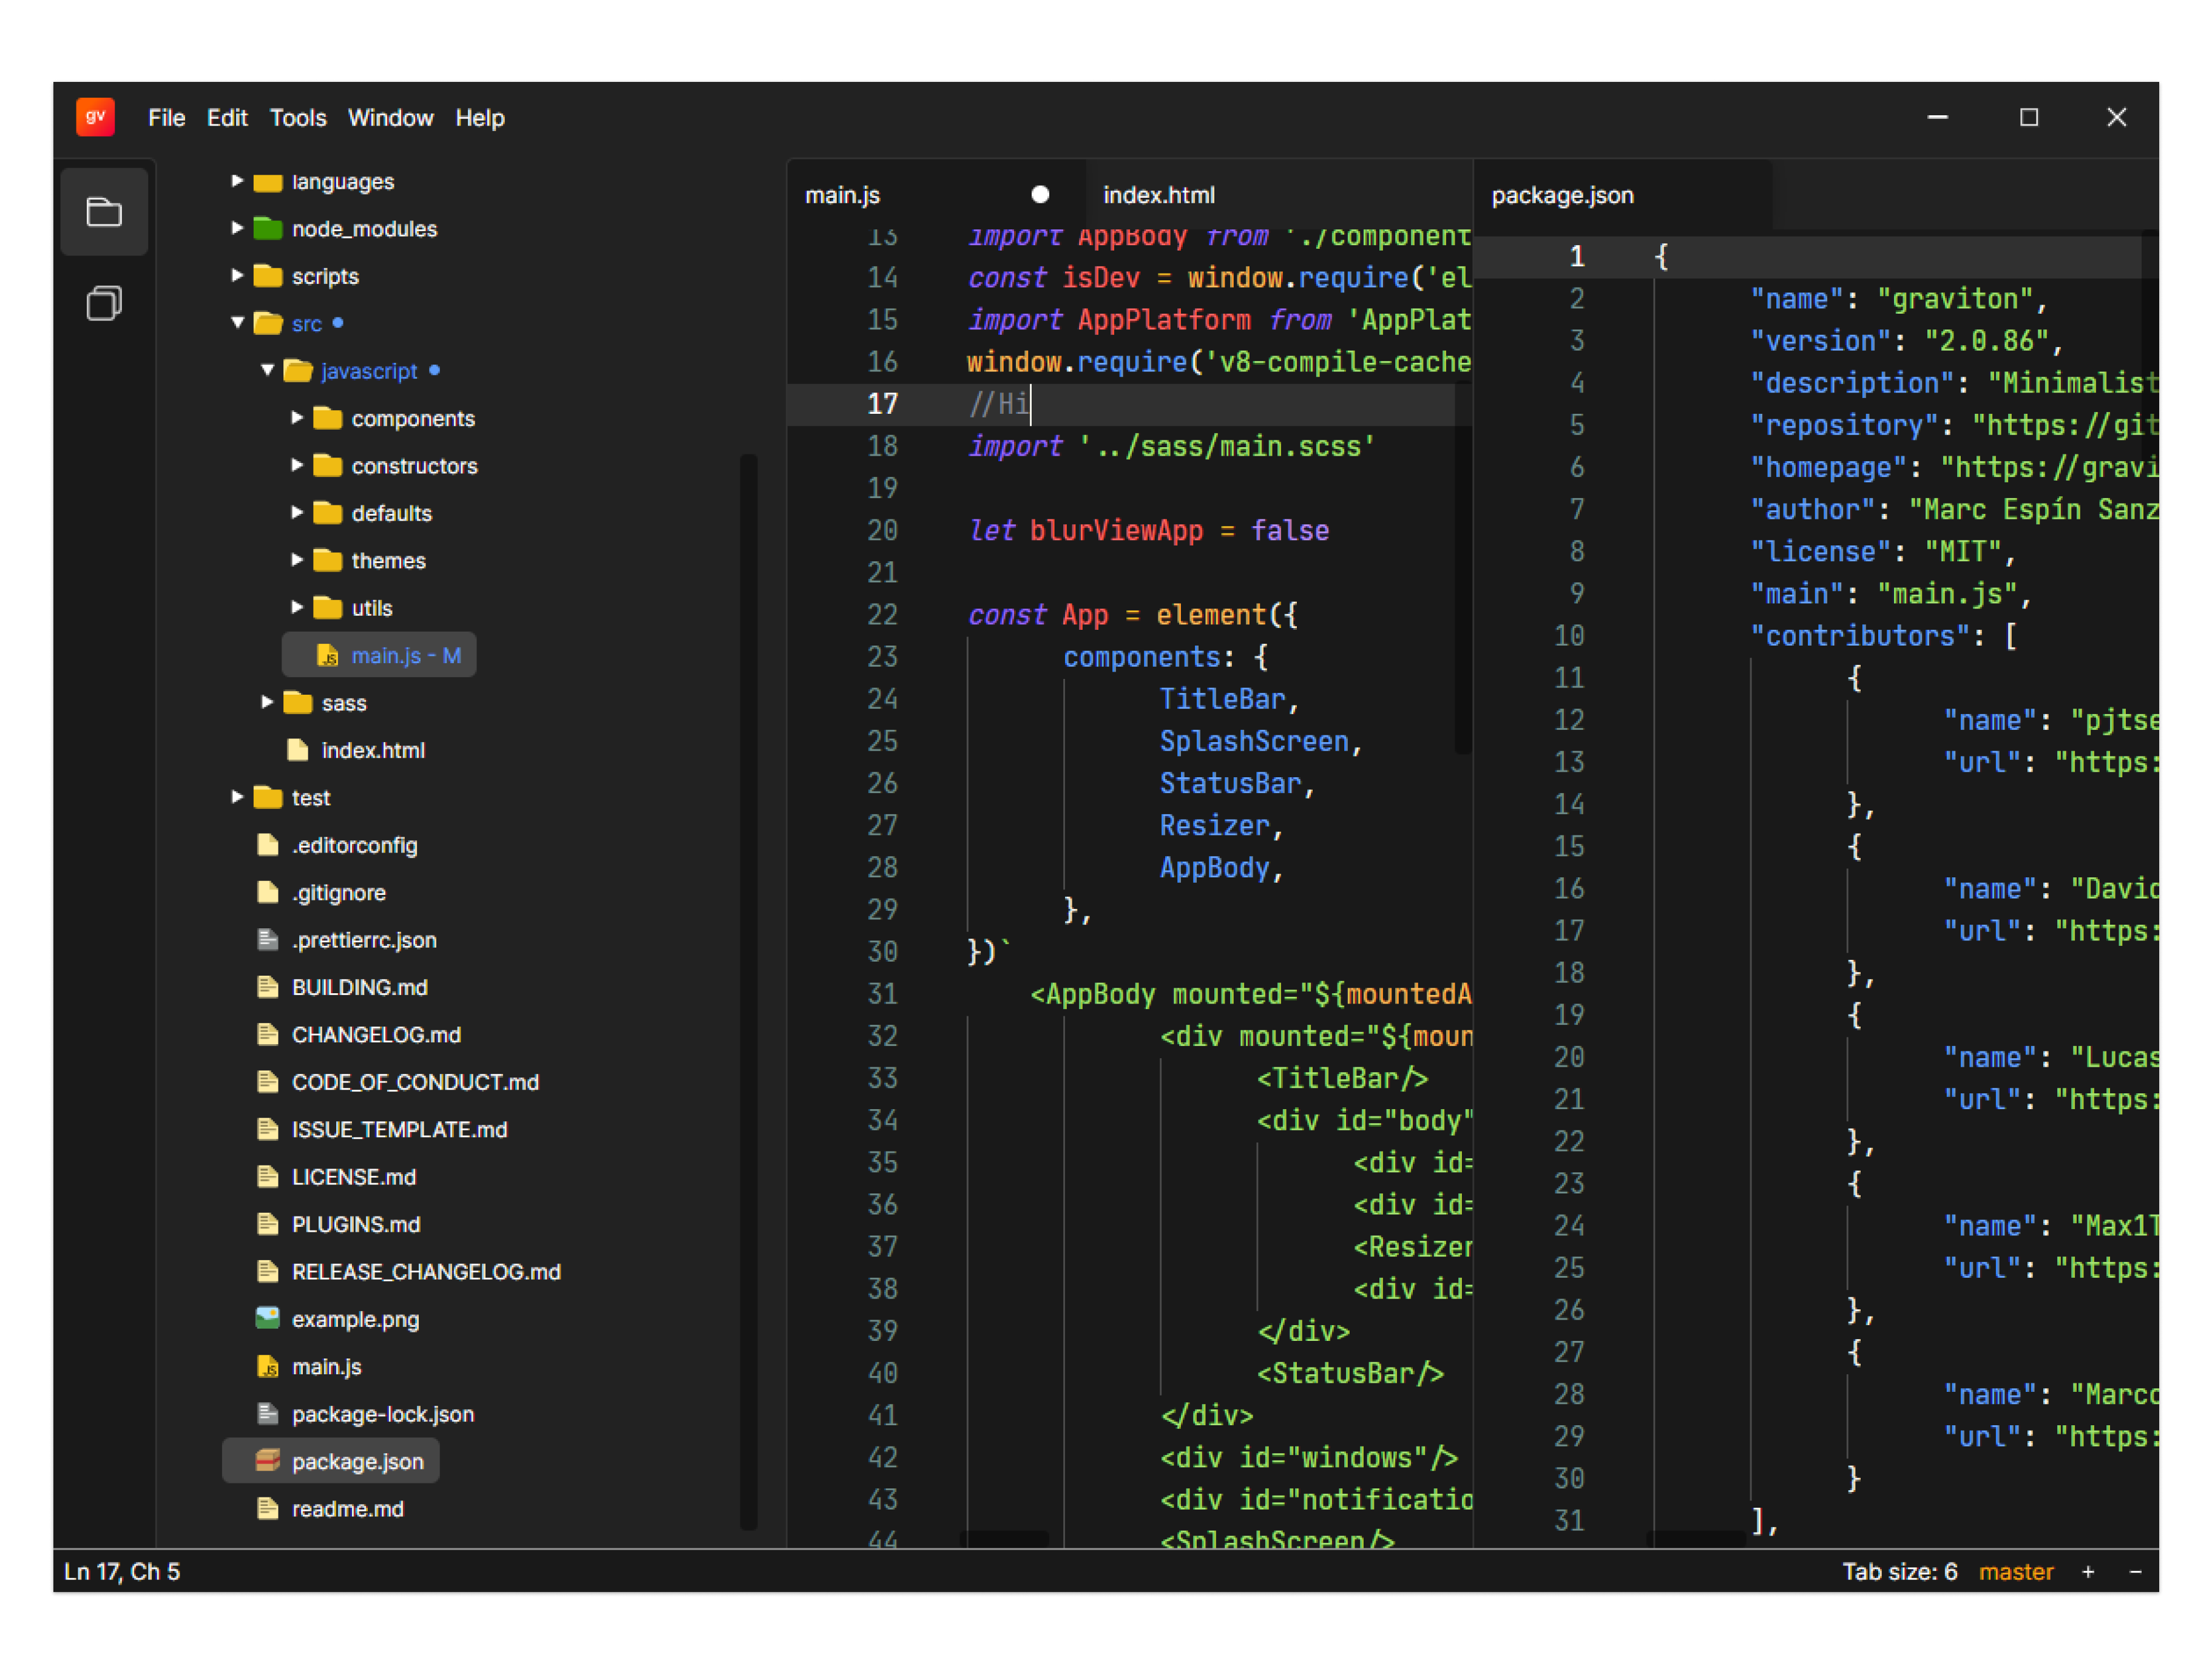 gv File Edit Tools Window Help
languages
node_modules
scripts
src
javascript
components
constructors
defaults
themes
utils
main.js - M
sass
index.html
test
.editorconfig
.gitignore
.prettierrc.json
BUILDING.md
CHANGELOG.md
CODE_OF_CONDUCT.md
ISSUE_TEMPLATE.md
LICENSE.md
PLUGINS.md
RELEASE_CHANGELOG.md
example.png
main.js
package-lock.json
package.json
readme.md
main.js index.html
13 import AppBody from './component
14 const isDev = window.require('el
15 import AppPlatform from 'AppPlat
16 window.require('v8-compile-cache
17 //Hi
18 import '../sass/main.scss'
19
20 let blurViewApp = false
21
22 const App = element({
23 components: {
24 TitleBar,
25 SplashScreen,
26 StatusBar,
27 Resizer,
28 AppBody,
29 },
30 })`
31 <AppBody mounted="${mountedA
32 <div mounted="${moun
33 <TitleBar/>
34 <div id="body"
35 <div id=
36 <div id=
37 <Resizer
38 <div id=
39 </div>
40 <StatusBar/>
41 </div>
42 <div id="windows"/>
43 <div id="notificatio
44 <SplashScreen/>
package.json
1 {
2 "name": "graviton",
3 "version": "2.0.86",
4 "description": "Minimalist
5 "repository": "https://git
6 "homepage": "https://gravi
7 "author": "Marc Espín Sanz
8 "license": "MIT",
9 "main": "main.js",
10 "contributors": [
11 {
12 "name": "pjtse
13 "url": "https:
14 },
15 {
16 "name": "David
17 "url": "https:
18 },
19 {
20 "name": "Lucas
21 "url": "https:
22 },
23 {
24 "name": "Max1T
25 "url": "https:
26 },
27 {
28 "name": "Marco
29 "url": "https:
30 }
31 ],
Ln 17, Ch 5
Tab size: 6 master + −